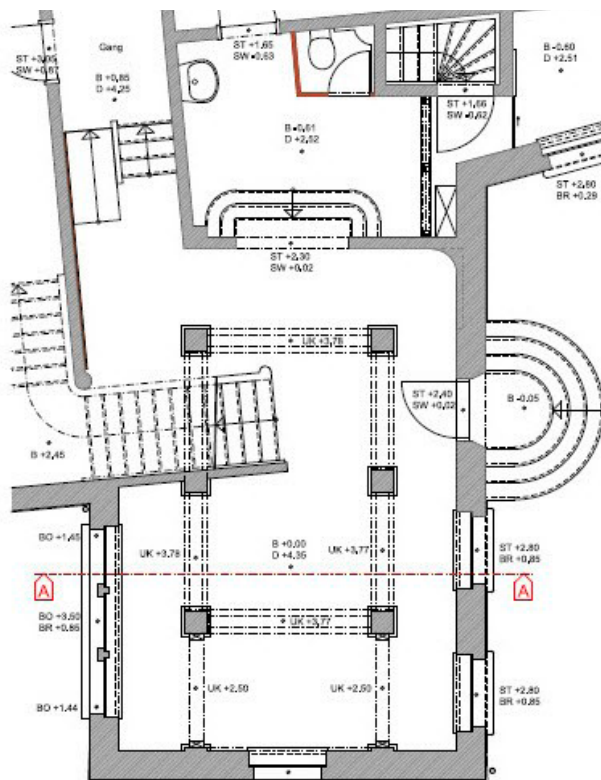 ST +3.05
SW +0.87
Gang
B +0.85
D +4.25
ST +1.65
SW -0.63
B -0.60
D +2.51
ST +1.66
SW -0.62
B -0.61
D +2.52
ST +2.80
BR +0.29
ST +2.30
SW +0.02
UK +3.78
ST +2.40
SW +0.02
B -0.05
B +2.45
BO +1.45
UK +3.78
B +0.00
D +4.35
UK +3.77
ST +2.80
BR +0.85
A
A
BO +3.50
BR +0.85
UK +3.77
BO +1.44
UK +2.50
UK +2.50
ST +2.80
BR +0.85